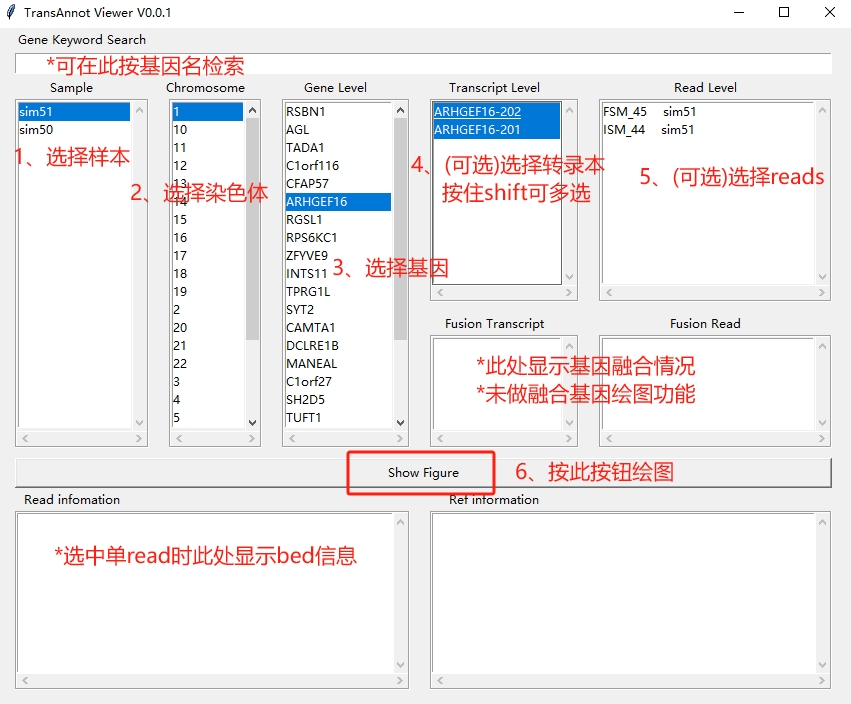 TransAnnot Viewer V0.0.1
Gene Keyword Search
*可在此按基因名检索
Sample
Chromosome
Gene Level
Transcript Level
Read Level
sim51
sim50
1、选择样本
1
10
11
12
13
14
15
16
17
18
19
2
20
21
22
3
4
5
2、选择染色体
RSBN1
AGL
TADA1
C1orf116
CFAP57
ARHGEF16
RGSL1
RPS6KC1
ZFYVE9
INTS11
TPRG1L
SYT2
CAMTA1
DCLRE1B
MANEAL
C1orf27
SH2D5
TUFT1
3、选择基因
ARHGEF16-202
ARHGEF16-201
4、(可选)选择转录本
按住shift可多选
FSM_45 sim51
ISM_44 sim51
5、(可选)选择reads
Fusion Transcript
Fusion Read
*此处显示基因融合情况
*未做融合基因绘图功能
Show Figure
6、按此按钮绘图
Read infomation
Ref information
*选中单read时此处显示bed信息